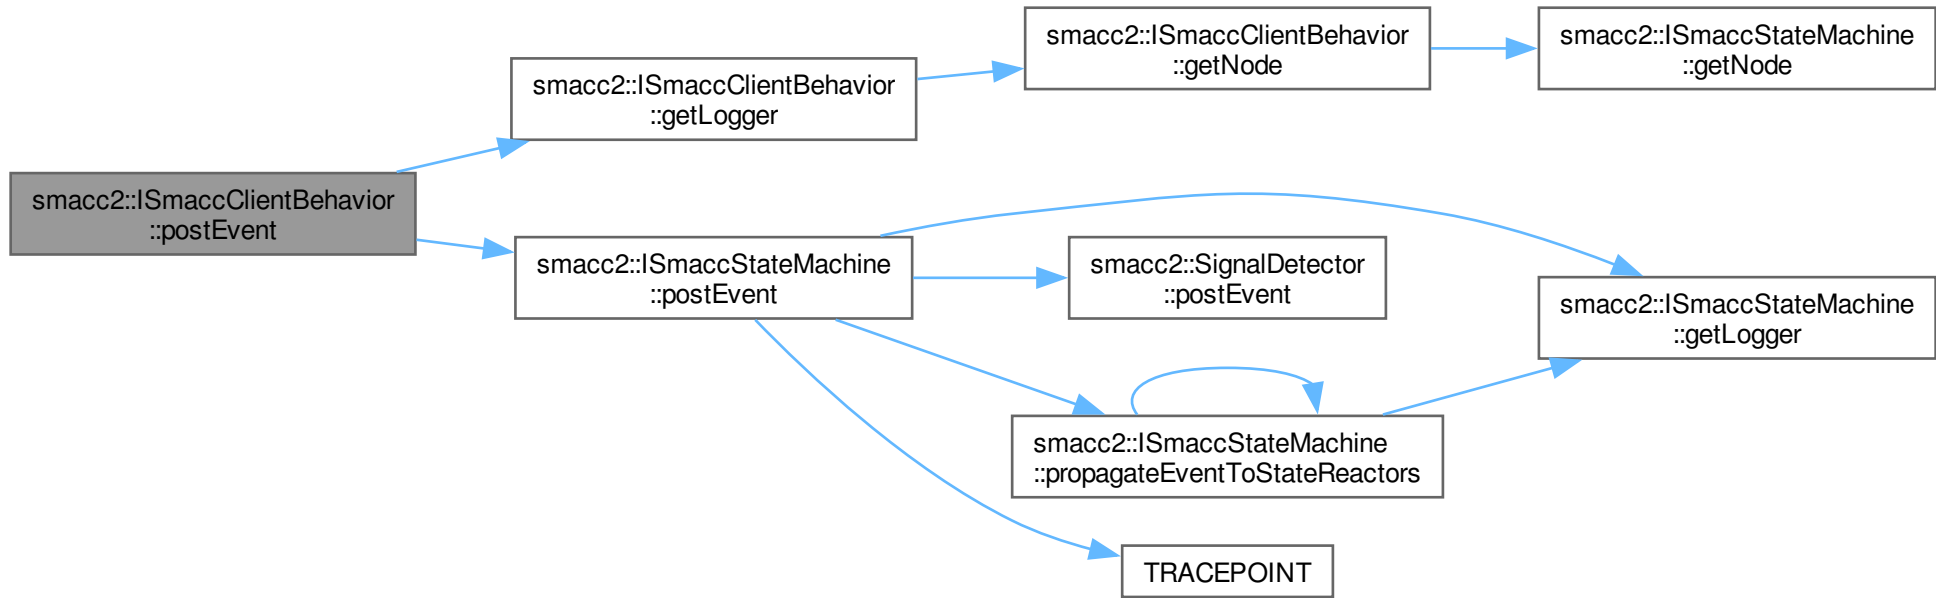 smacc2::ISmaccClientBehavior
::postEvent
smacc2::ISmaccClientBehavior
::getLogger
smacc2::ISmaccClientBehavior
::getNode
smacc2::ISmaccStateMachine
::getNode
smacc2::ISmaccStateMachine
::postEvent
smacc2::SignalDetector
::postEvent
smacc2::ISmaccStateMachine
::getLogger
smacc2::ISmaccStateMachine
::propagateEventToStateReactors
TRACEPOINT